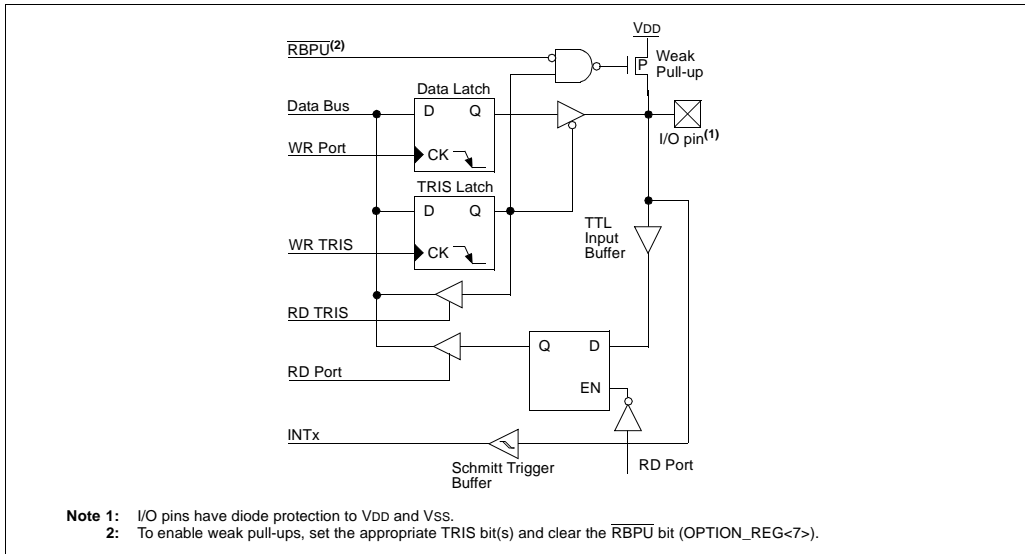 VDD
RBPU(2)
Weak
Pull-up
P
Data Latch
Data Bus
D Q
I/O pin(1)
WR Port
CK
TRIS Latch
D Q
TTL
Input
Buffer
WR TRIS
CK
RD TRIS
Q D
RD Port
EN
INTx
Schmitt Trigger
Buffer
RD Port
Note 1: I/O pins have diode protection to VDD and VSS.
2: To enable weak pull-ups, set the appropriate TRIS bit(s) and clear the RBPU bit (OPTION_REG<7>).